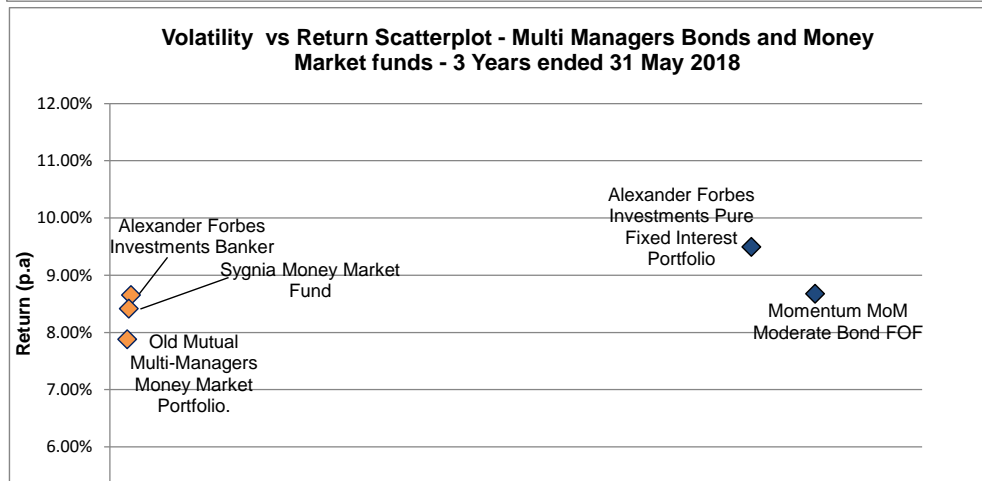 Volatility vs Return Scatterplot - Multi Managers Bonds and Money
Market funds - 3 Years ended 31 May 2018
12.00%
11.00%
10.00%
9.00%
8.00%
7.00%
6.00%
Return (p.a)
Alexander Forbes
Investments Banker
Sygnia Money Market
Fund
Old Mutual
Multi-Managers
Money Market
Portfolio.
Alexander Forbes
Investments Pure
Fixed Interest
Portfolio
Momentum MoM
Moderate Bond FOF